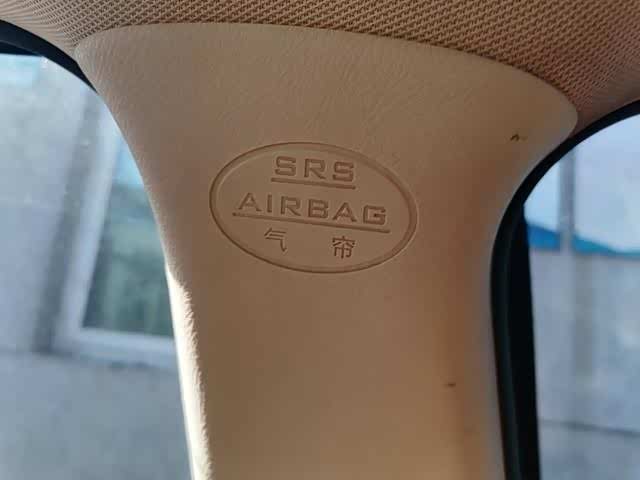 SRS
AIRBAG
气 帘